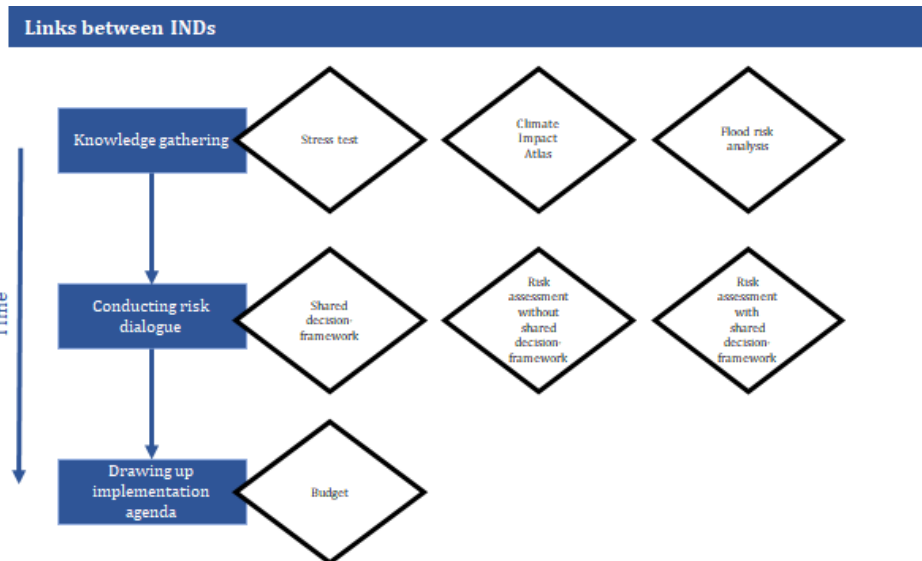 Links between INDs
Knowledge gathering
Stress test
Climate
Impact
Atlas
Flood risk
analysis
Time
Conducting risk
dialogue
Shared
decision-
framework
Risk
assessment
without
shared
decision-
framework
Risk
assessment
with
shared
decision-
framework
Drawing up
implementation
agenda
Budget